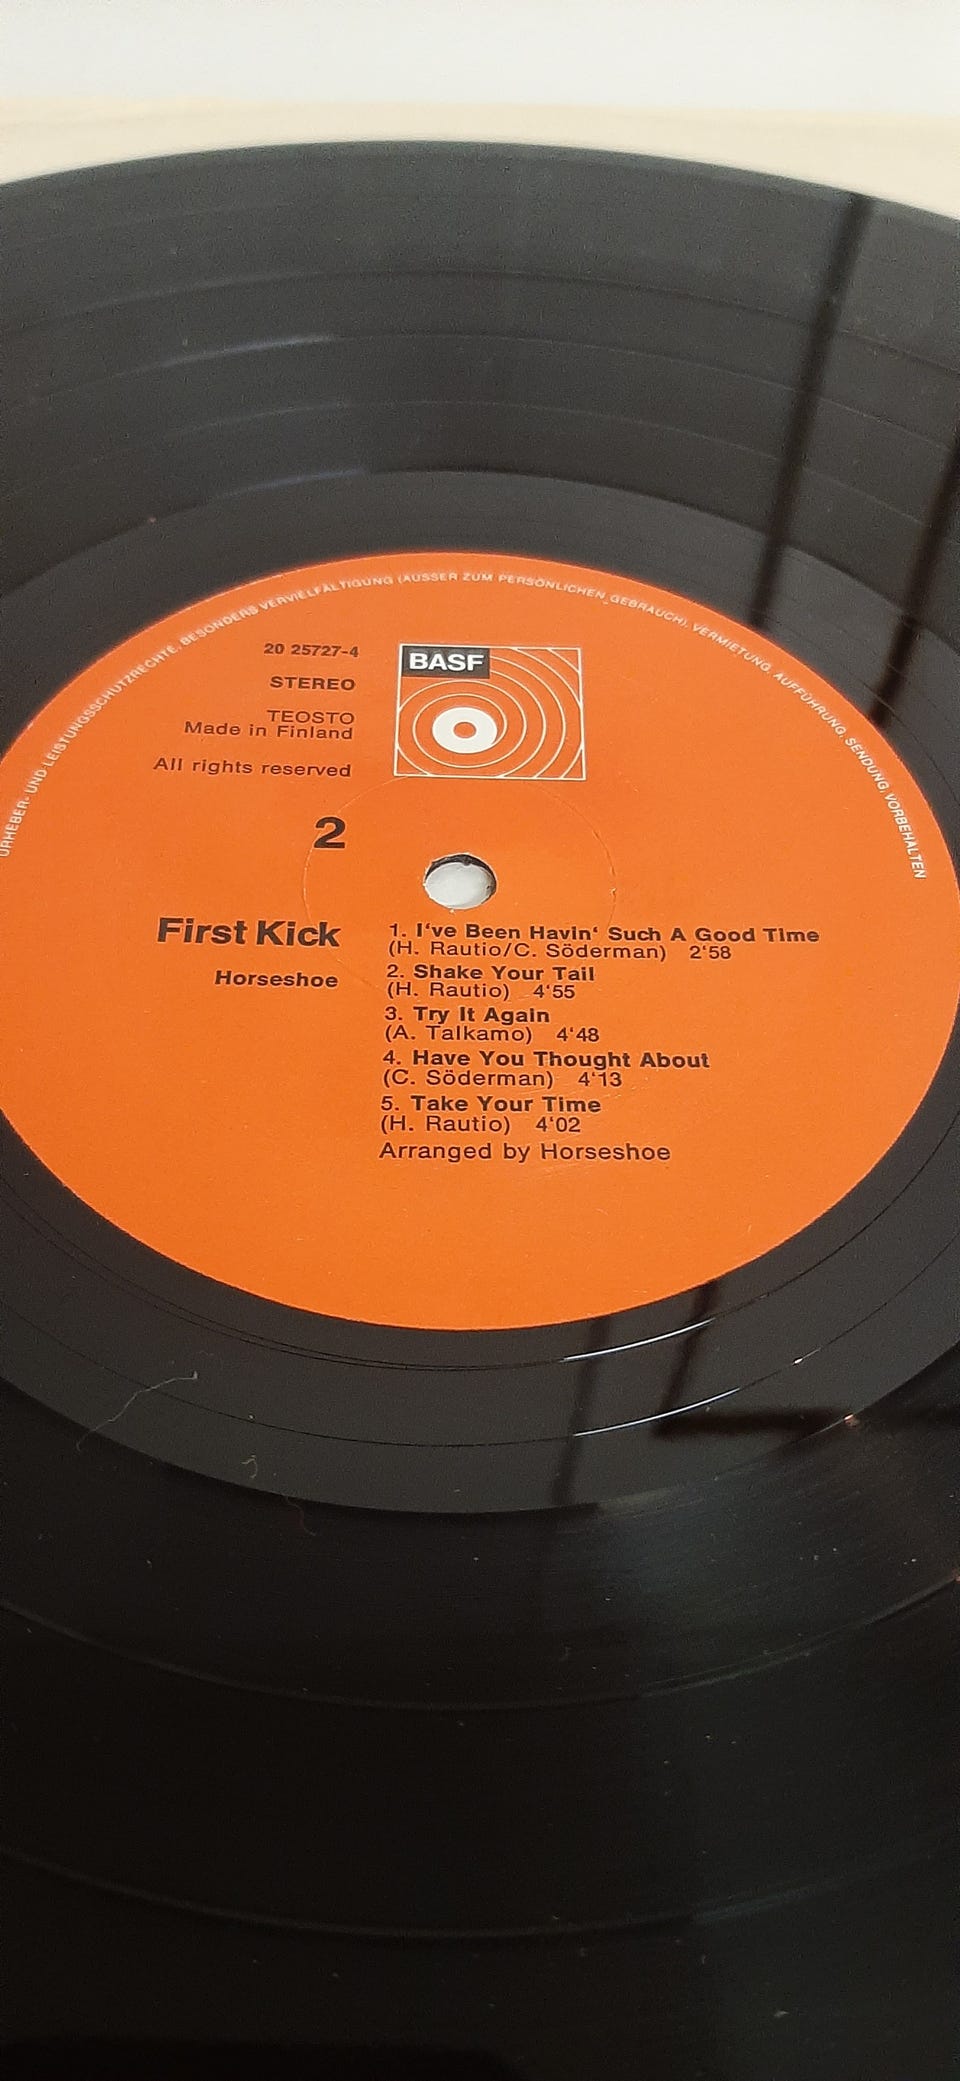 URHEBER- UND LEISTUNGSSCHUTZRECHTE, BESONDERS VERVIELFÄLTIGUNG (AUSSER ZUM PERSÖNLICHEN GEBRAUCH), VERMIETUNG, AUFFÜHRUNG, SENDUNG, VORBEHALTEN
20 25727-4
STEREO
TEOSTO
Made in Finland
All rights reserved
BASF
2
First Kick
Horseshoe
1. I‘ve Been Havin‘ Such A Good Time
(H. Rautio/C. Söderman) 2‘58
2. Shake Your Tail
(H. Rautio) 4‘55
3. Try It Again
(A. Talkamo) 4‘48
4. Have You Thought About
(C. Söderman) 4‘13
5. Take Your Time
(H. Rautio) 4‘02
Arranged by Horseshoe